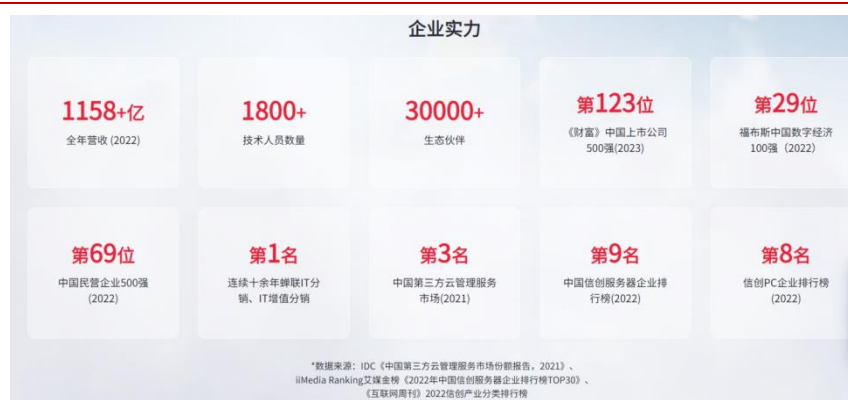 企业实力
1158+亿
全年营收 (2022)
1800+
技术人员数量
30000+
生态伙伴
第123位
《财富》中国上市公司
500强(2023)
第29位
福布斯中国数字经济
100强（2022）
第69位
中国民营企业500强
(2022)
第1名
连续十余年蝉联IT分
销、IT增值分销
第3名
中国第三方云管理服务
市场(2021)
第9名
中国信创服务器企业排
行榜(2022)
第8名
信创PC企业排行榜
(2022)
*数据来源：IDC《中国第三方云管理服务市场份额报告，2021》、
iiMedia Ranking艾媒金榜《2022年中国信创服务器企业排行榜TOP30》、
《互联网周刊》2022信创产业分类排行榜